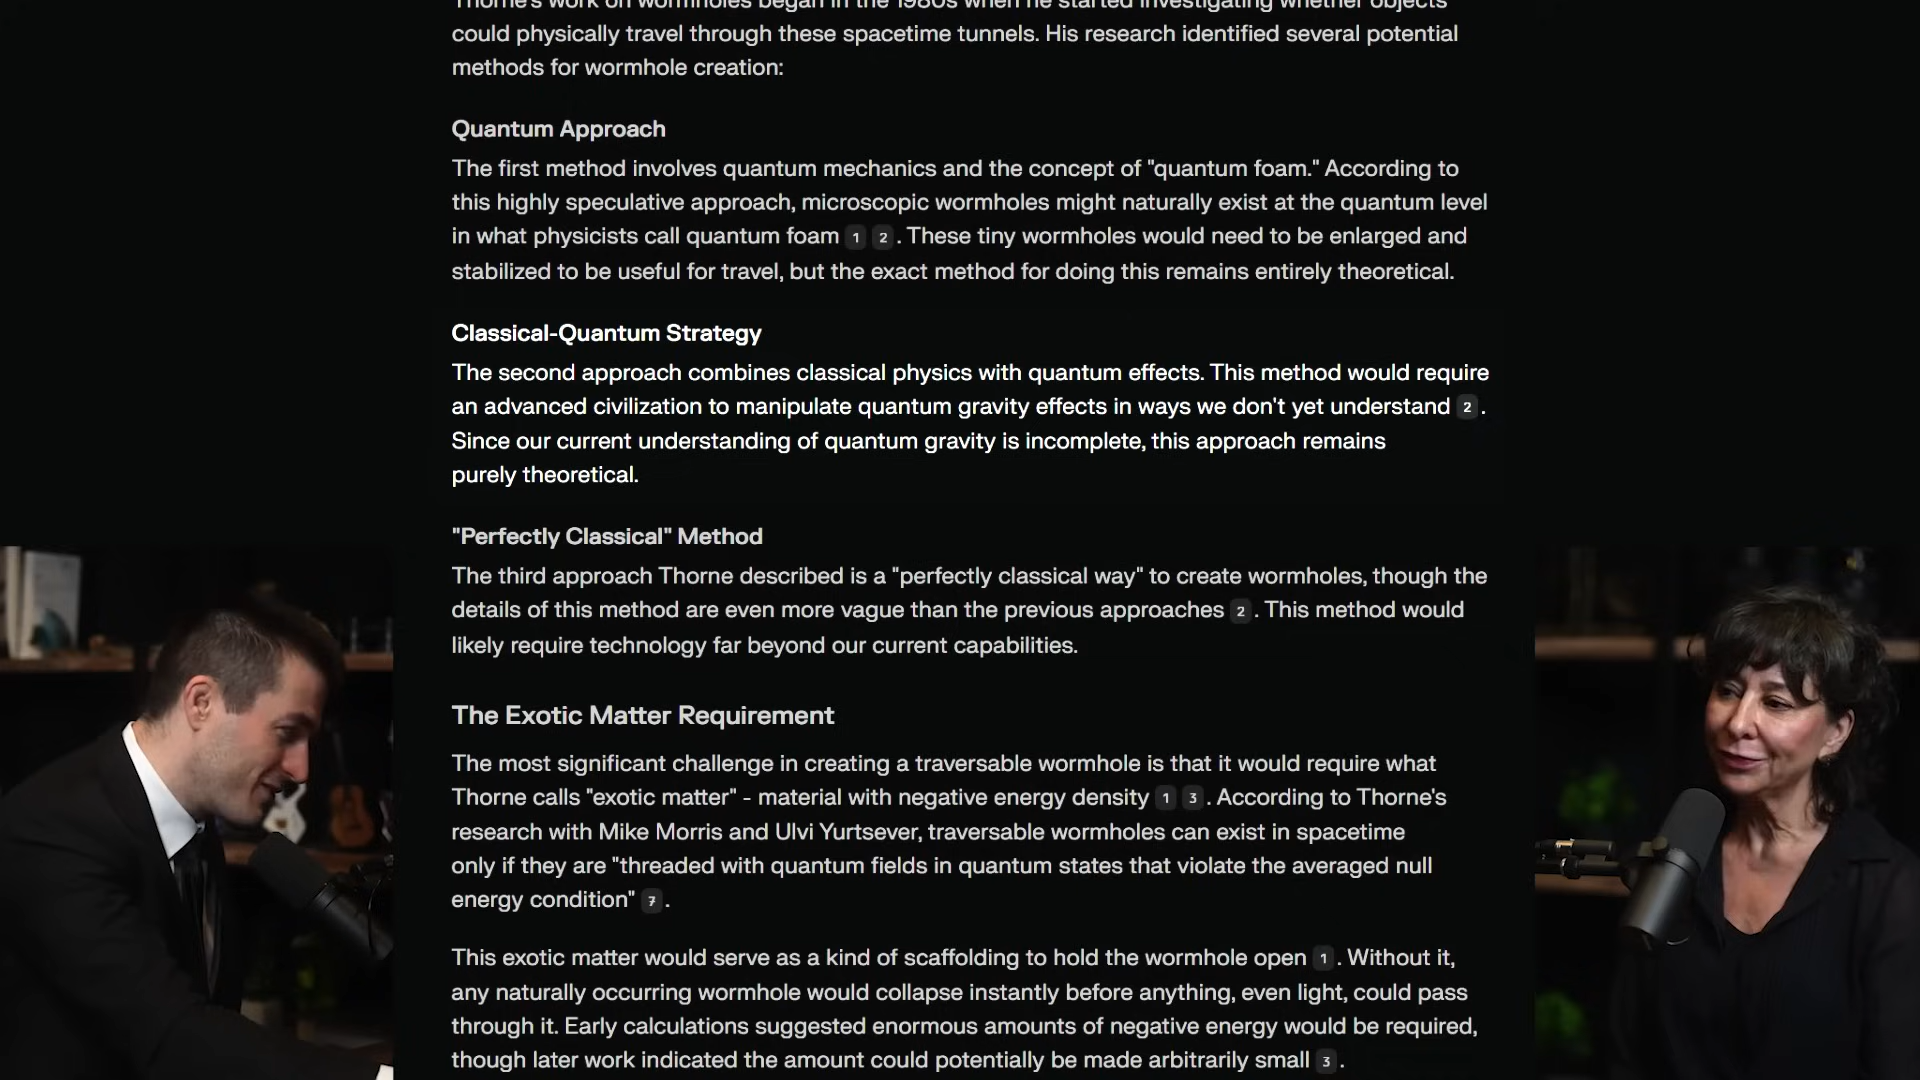 Thorne's work on wormholes began in the 1980s when he started investigating whether objects
could physically travel through these spacetime tunnels. His research identified several potential
methods for wormhole creation:
Quantum Approach
The first method involves quantum mechanics and the concept of "quantum foam." According to
this highly speculative approach, microscopic wormholes might naturally exist at the quantum level
in what physicists call quantum foam 1 2. These tiny wormholes would need to be enlarged and
stabilized to be useful for travel, but the exact method for doing this remains entirely theoretical.
Classical-Quantum Strategy
The second approach combines classical physics with quantum effects. This method would require
an advanced civilization to manipulate quantum gravity effects in ways we don't yet understand 2.
Since our current understanding of quantum gravity is incomplete, this approach remains
purely theoretical.
"Perfectly Classical" Method
The third approach Thorne described is a "perfectly classical way" to create wormholes, though the
details of this method are even more vague than the previous approaches 2. This method would
likely require technology far beyond our current capabilities.
The Exotic Matter Requirement
The most significant challenge in creating a traversable wormhole is that it would require what
Thorne calls "exotic matter" - material with negative energy density 1 3. According to Thorne's
research with Mike Morris and Ulvi Yurtsever, traversable wormholes can exist in spacetime
only if they are "threaded with quantum fields in quantum states that violate the averaged null
energy condition" 7.
This exotic matter would serve as a kind of scaffolding to hold the wormhole open 1. Without it,
any naturally occurring wormhole would collapse instantly before anything, even light, could pass
through it. Early calculations suggested enormous amounts of negative energy would be required,
though later work indicated the amount could potentially be made arbitrarily small 3.